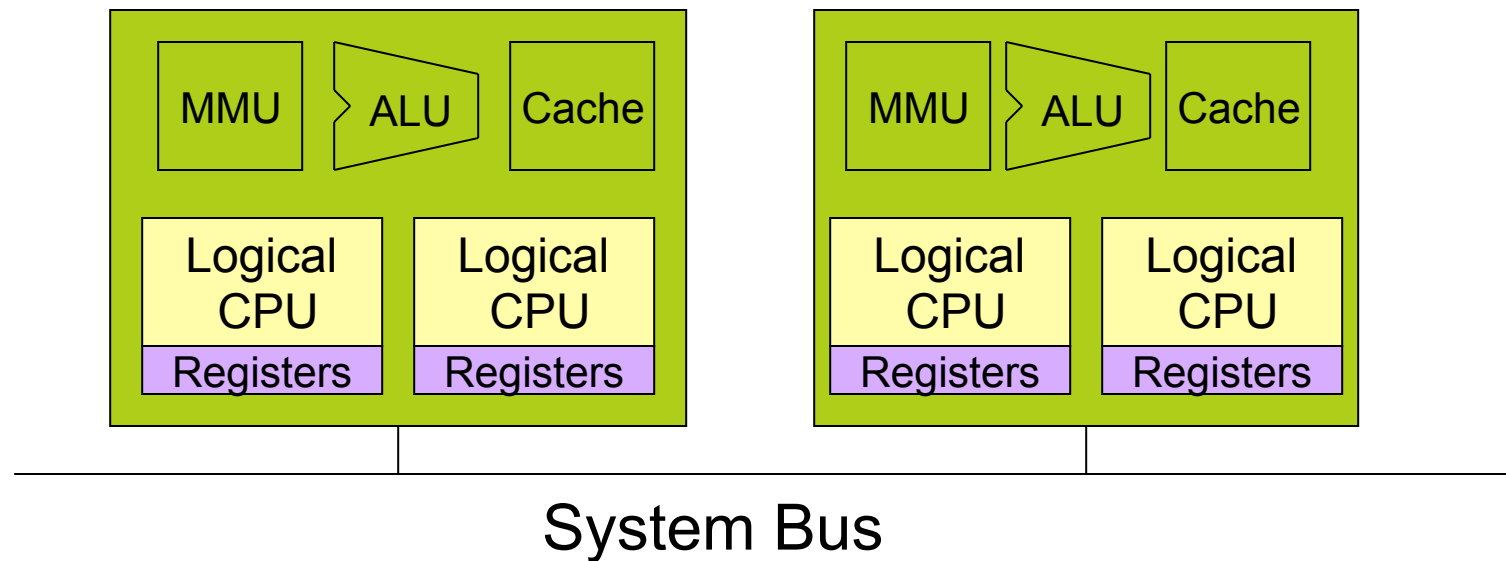 MMU
ALU
Cache
MMU
ALU
Cache
Logical
CPU
Logical
CPU
Logical
CPU
Logical
CPU
Registers
Registers
Registers
Registers
System Bus